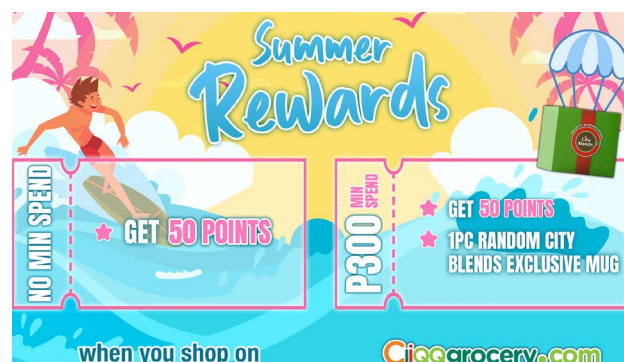 Summer
Rewards
NO MIN SPEND
GET 50 POINTS
P300 MIN SPEND
GET 50 POINTS
1PC RANDOM CITY
BLENDS EXCLUSIVE MUG
when you shop on